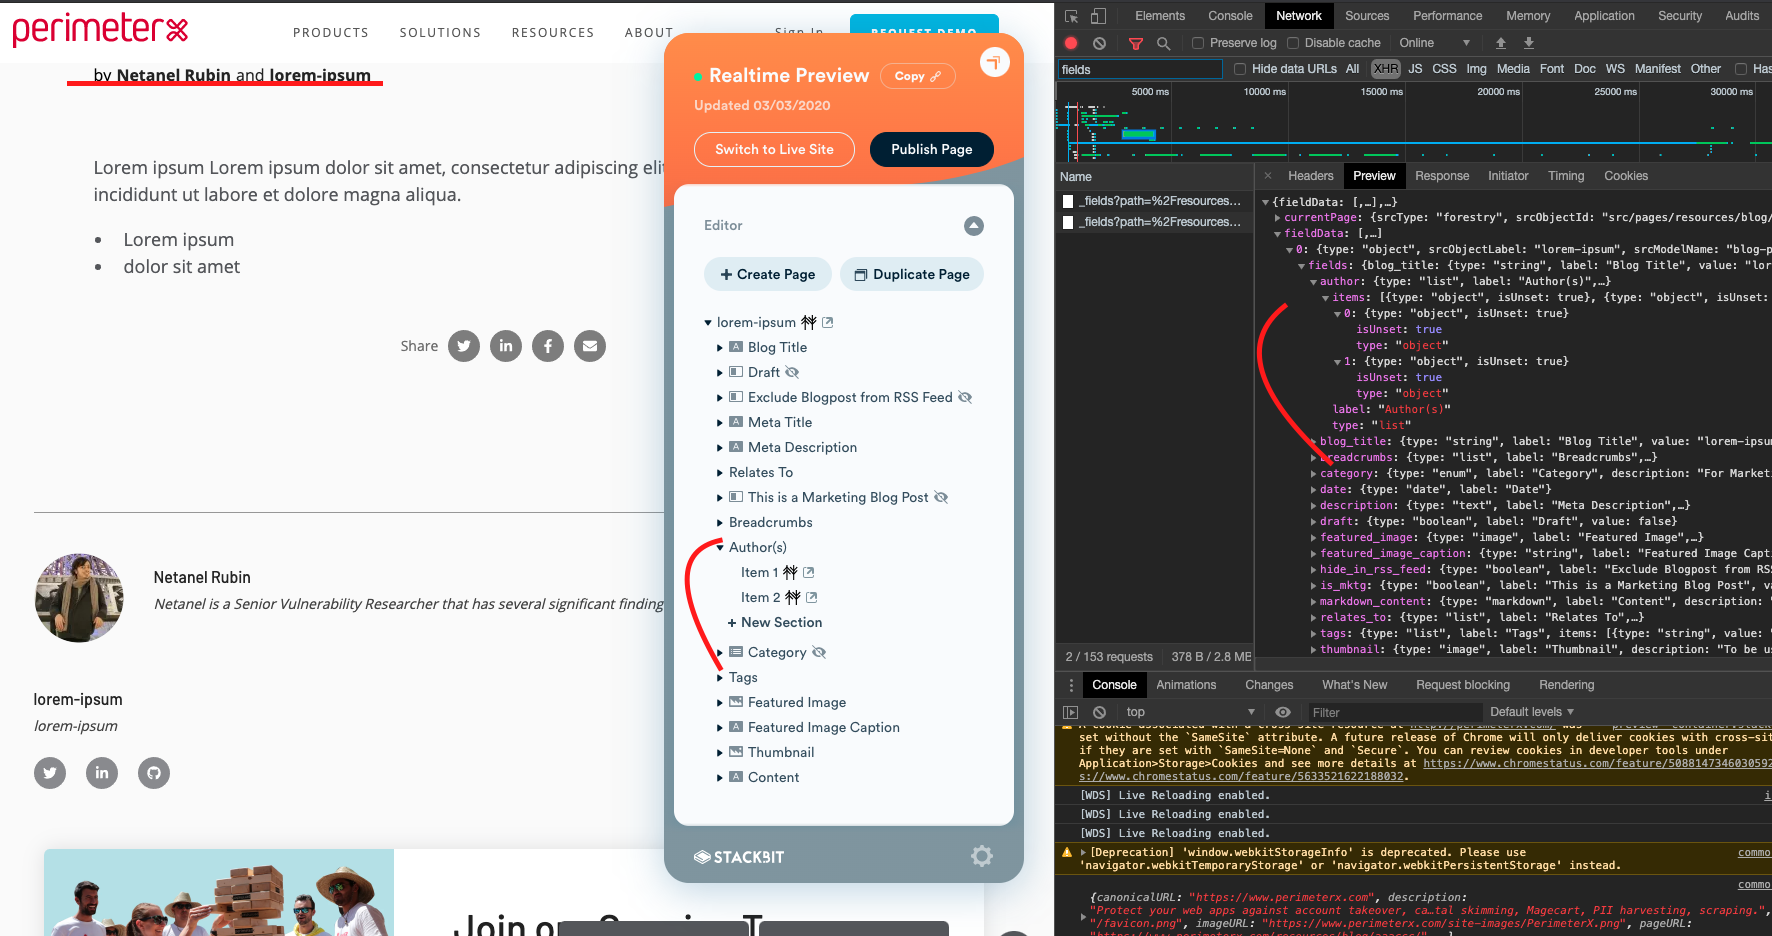 perimeterx
PRODUCTS SOLUTIONS RESOURCES ABOUT Sign In REQUEST DEMO
by Netanel Rubin and lorem-ipsum
Lorem ipsum Lorem ipsum dolor sit amet, consectetur adipiscing elit
incididunt ut labore et dolore magna aliqua.
• Lorem ipsum
• dolor sit amet
Share
Netanel Rubin
Netanel is a Senior Vulnerability Researcher that has several significant finding
lorem-ipsum
lorem-ipsum
Realtime Preview Copy
Updated 03/03/2020
Switch to Live Site Publish Page
Editor
+ Create Page Duplicate Page
lorem-ipsum
A Blog Title
Draft
Exclude Blogpost from RSS Feed
A Meta Title
A Meta Description
Relates To
This is a Marketing Blog Post
Breadcrumbs
Author(s)
Item 1
Item 2
+ New Section
Category
Tags
Featured Image
A Featured Image Caption
Thumbnail
A Content
STACKBIT
Elements Console Network Sources Performance Memory Application Security Audits
Preserve log Disable cache Online
fields Hide data URLs All XHR JS CSS Img Media Font Doc WS Manifest Other Has
5000 ms 10000 ms 15000 ms 20000 ms 25000 ms 30000 ms
Name
_fields?path=%2Fresources...
_fields?path=%2Fresources...
2 / 153 requests 378 B / 2.8 MB
× Headers Preview Response Initiator Timing Cookies
{fieldData: [,…],…}
currentPage: {srcType: "forestry", srcObjectId: "src/pages/resources/blog/
fieldData: [,…]
0: {type: "object", srcObjectLabel: "lorem-ipsum", srcModelName: "blog-p
fields: {blog_title: {type: "string", label: "Blog Title", value: "lor
author: {type: "list", label: "Author(s)",…}
items: [{type: "object", isUnset: true}, {type: "object", isUnset:
0: {type: "object", isUnset: true}
isUnset: true
type: "object"
1: {type: "object", isUnset: true}
isUnset: true
type: "object"
label: "Author(s)"
type: "list"
blog_title: {type: "string", label: "Blog Title", value: "lorem-ipsum
breadcrumbs: {type: "list", label: "Breadcrumbs",…}
category: {type: "enum", label: "Category", description: "For Market
date: {type: "date", label: "Date"}
description: {type: "text", label: "Meta Description",…}
draft: {type: "boolean", label: "Draft", value: false}
featured_image: {type: "image", label: "Featured Image",…}
featured_image_caption: {type: "string", label: "Featured Image Capti
hide_in_rss_feed: {type: "boolean", label: "Exclude Blogpost from RSS
is_mktg: {type: "boolean", label: "This is a Marketing Blog Post", va
markdown_content: {type: "markdown", label: "Content", description: "
relates_to: {type: "list", label: "Relates To",…}
tags: {type: "list", label: "Tags", items: [{type: "string", value: "
thumbnail: {type: "image", label: "Thumbnail", description: "To be us
Console Animations Changes What's New Request blocking Rendering
top Filter Default levels
set without the `SameSite` attribute. A future release of Chrome will only deliver cookies with cross-sit
if they are set with `SameSite=None` and `Secure`. You can review cookies in developer tools under
Application>Storage>Cookies and see more details at https://www.chromestatus.com/feature/5088147346030592
s://www.chromestatus.com/feature/5633521622188032.
[WDS] Live Reloading enabled.
[WDS] Live Reloading enabled.
[WDS] Live Reloading enabled.
[Deprecation] 'window.webkitStorageInfo' is deprecated. Please use commo
'navigator.webkitTemporaryStorage' or 'navigator.webkitPersistentStorage' instead.
commo
{canonicalURL: "https://www.perimeterx.com", description:
"Protect your web apps against account takeover, ca…tal skimming, Magecart, PII harvesting, scraping.",
"/favicon.png", imageURL: "https://www.perimeterx.com/site-images/PerimeterX.png", pageURL: